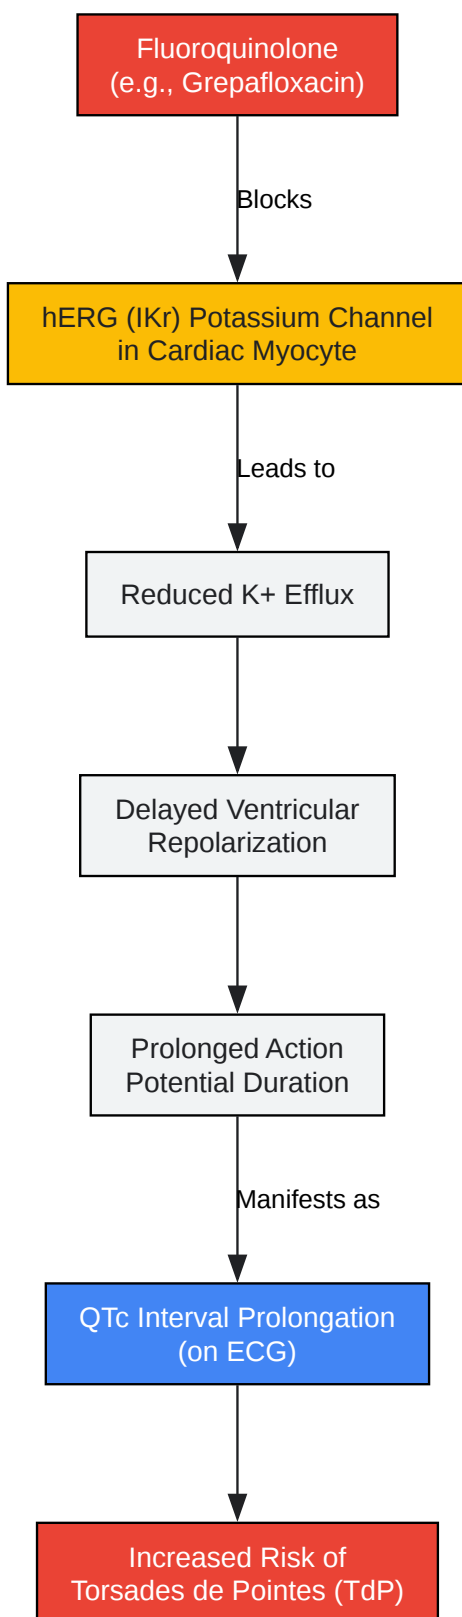 Fluoroquinolone
(e.g., Grepafloxacin)
Blocks
hERG (IKr) Potassium Channel
in Cardiac Myocyte
Leads to
Reduced K+ Efflux
Delayed Ventricular
Repolarization
Prolonged Action
Potential Duration
Manifests as
QTc Interval Prolongation
(on ECG)
Increased Risk of
Torsades de Pointes (TdP)